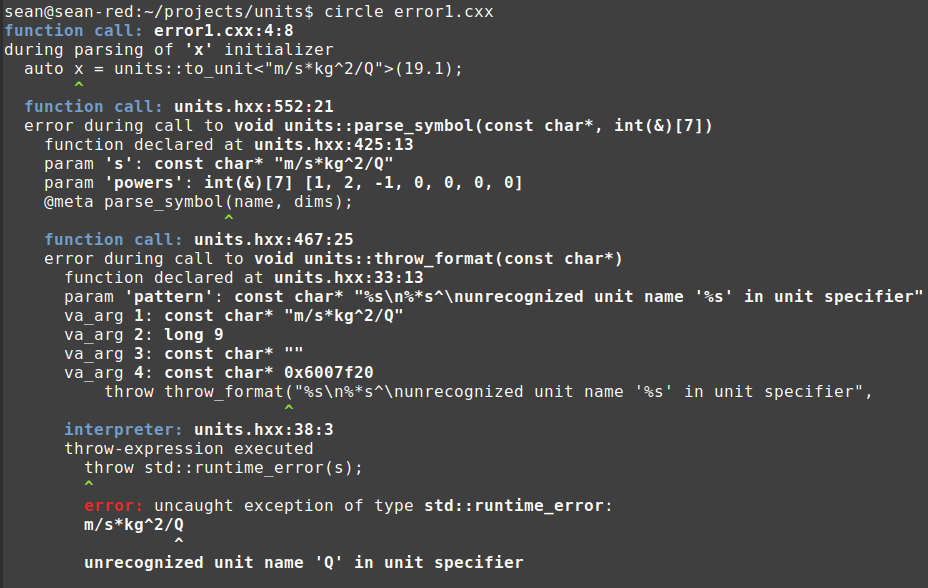 sean@sean-red:~/projects/units$ circle error1.cxx
function call: error1.cxx:4:8
during parsing of 'x' initializer
  auto x = units::to_unit<"m/s*kg^2/Q">(19.1);
       ^
  function call: units.hxx:552:21
  error during call to void units::parse_symbol(const char*, int(&)[7])
    function declared at units.hxx:425:13
    param 's': const char* "m/s*kg^2/Q"
    param 'powers': int(&)[7] [1, 2, -1, 0, 0, 0, 0]
    @meta parse_symbol(name, dims);
                      ^
    function call: units.hxx:467:25
    error during call to void units::throw_format(const char*)
      function declared at units.hxx:33:13
      param 'pattern': const char* "%s\n%*s^\nunrecognized unit name '%s' in unit specifier"
      va_arg 1: const char* "m/s*kg^2/Q"
      va_arg 2: long 9
      va_arg 3: const char* ""
      va_arg 4: const char* 0x6007f20
          throw throw_format("%s\n%*s^\nunrecognized unit name '%s' in unit specifier",
                            ^
      interpreter: units.hxx:38:3
      throw-expression executed
        throw std::runtime_error(s);
        ^
        error: uncaught exception of type std::runtime_error:
        m/s*kg^2/Q
                 ^
        unrecognized unit name 'Q' in unit specifier